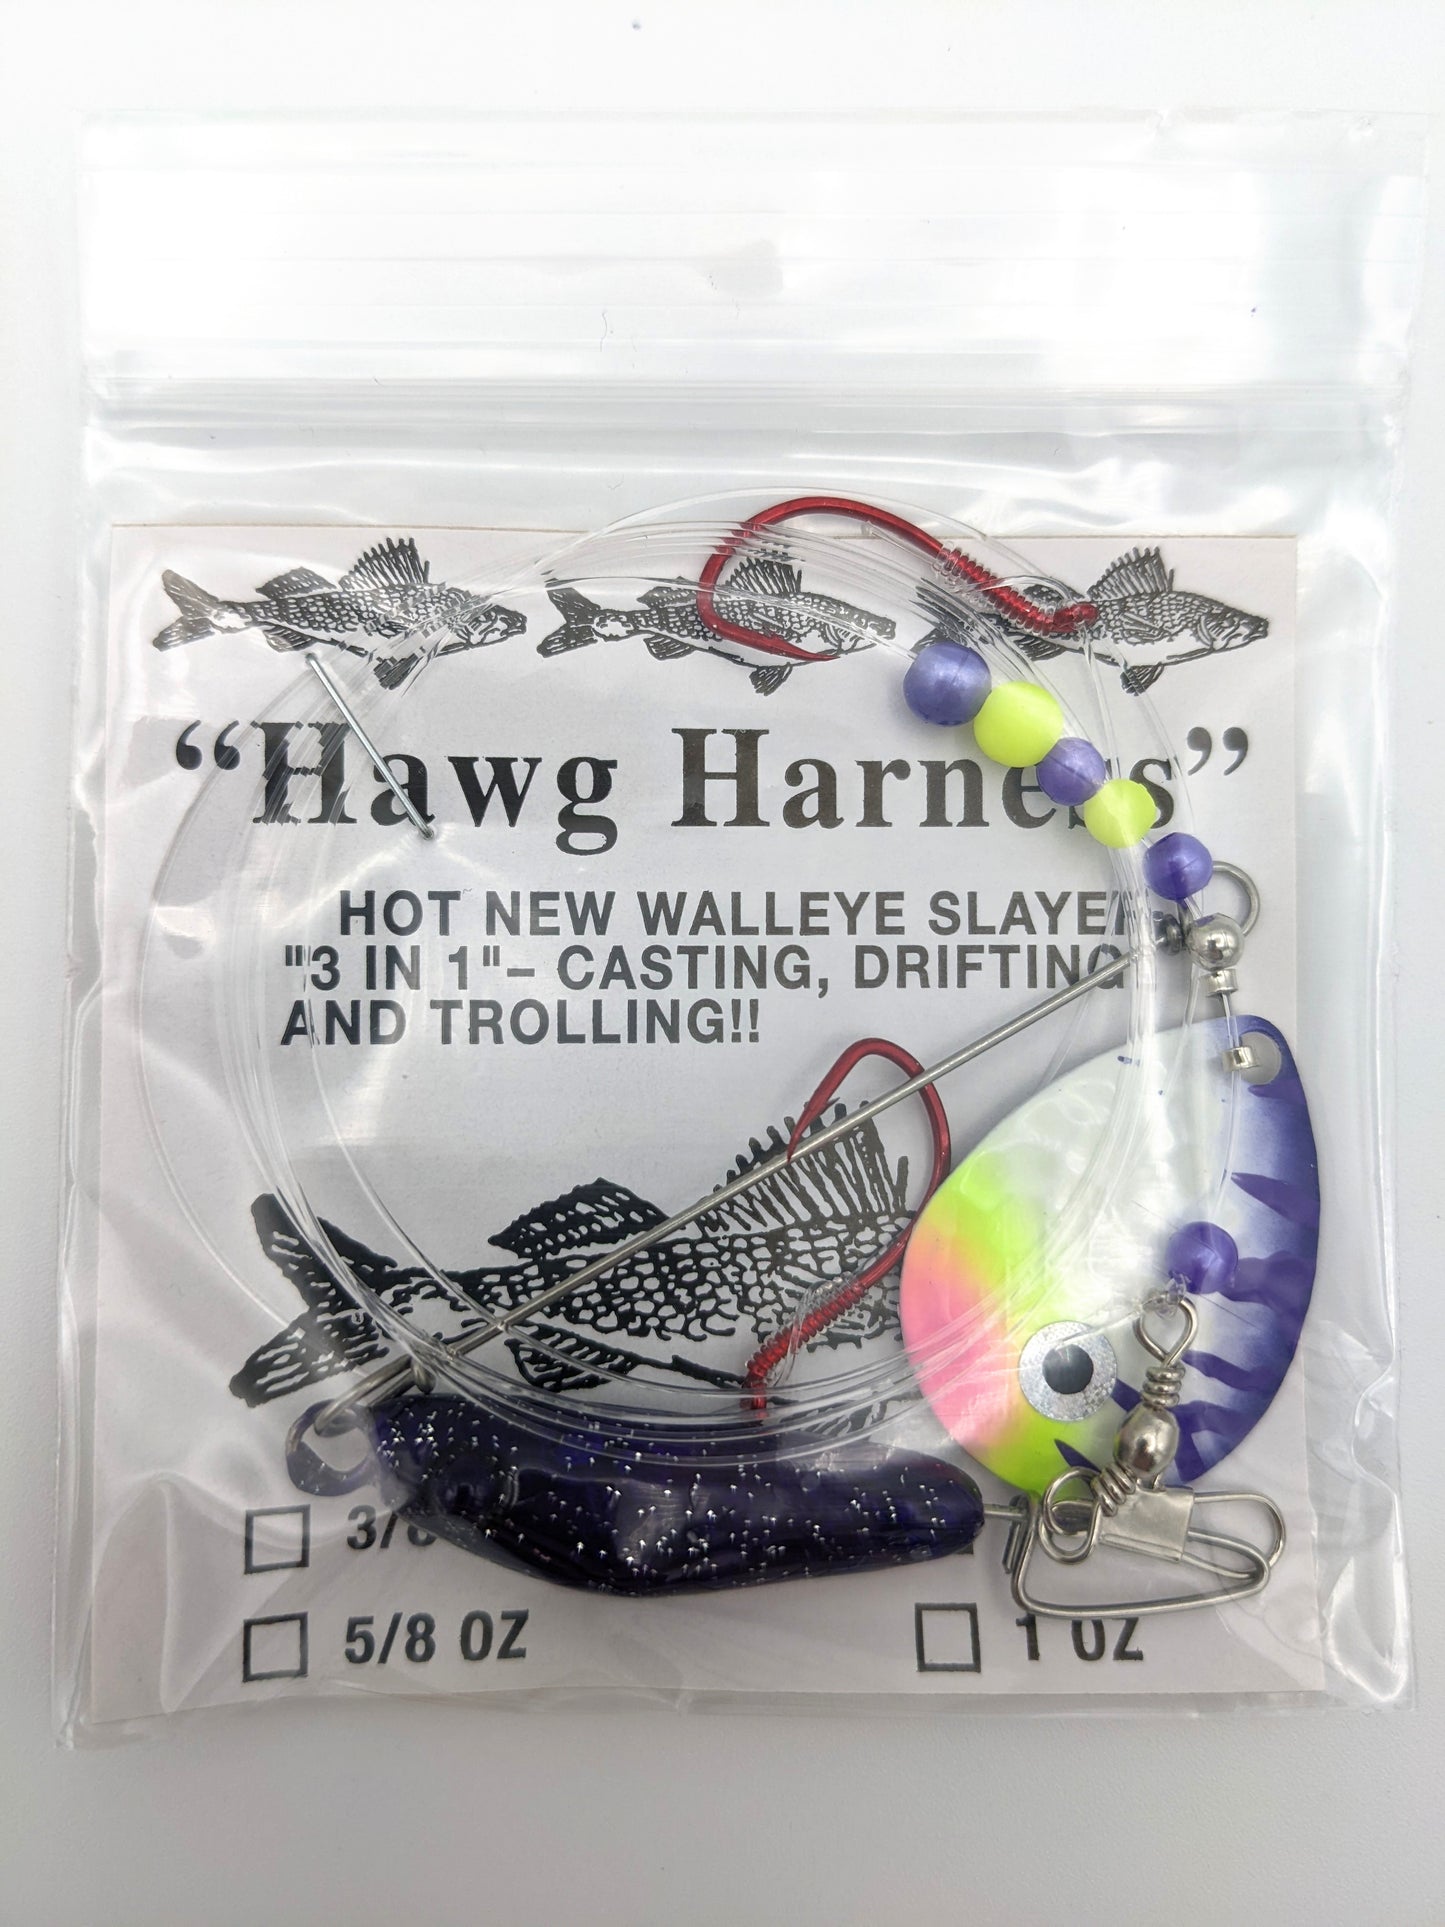 “Hawg Harness”
HOT NEW WALLEYE SLAYER
"3 IN 1"– CASTING, DRIFTING
AND TROLLING!!
5/8 OZ
1 OZ